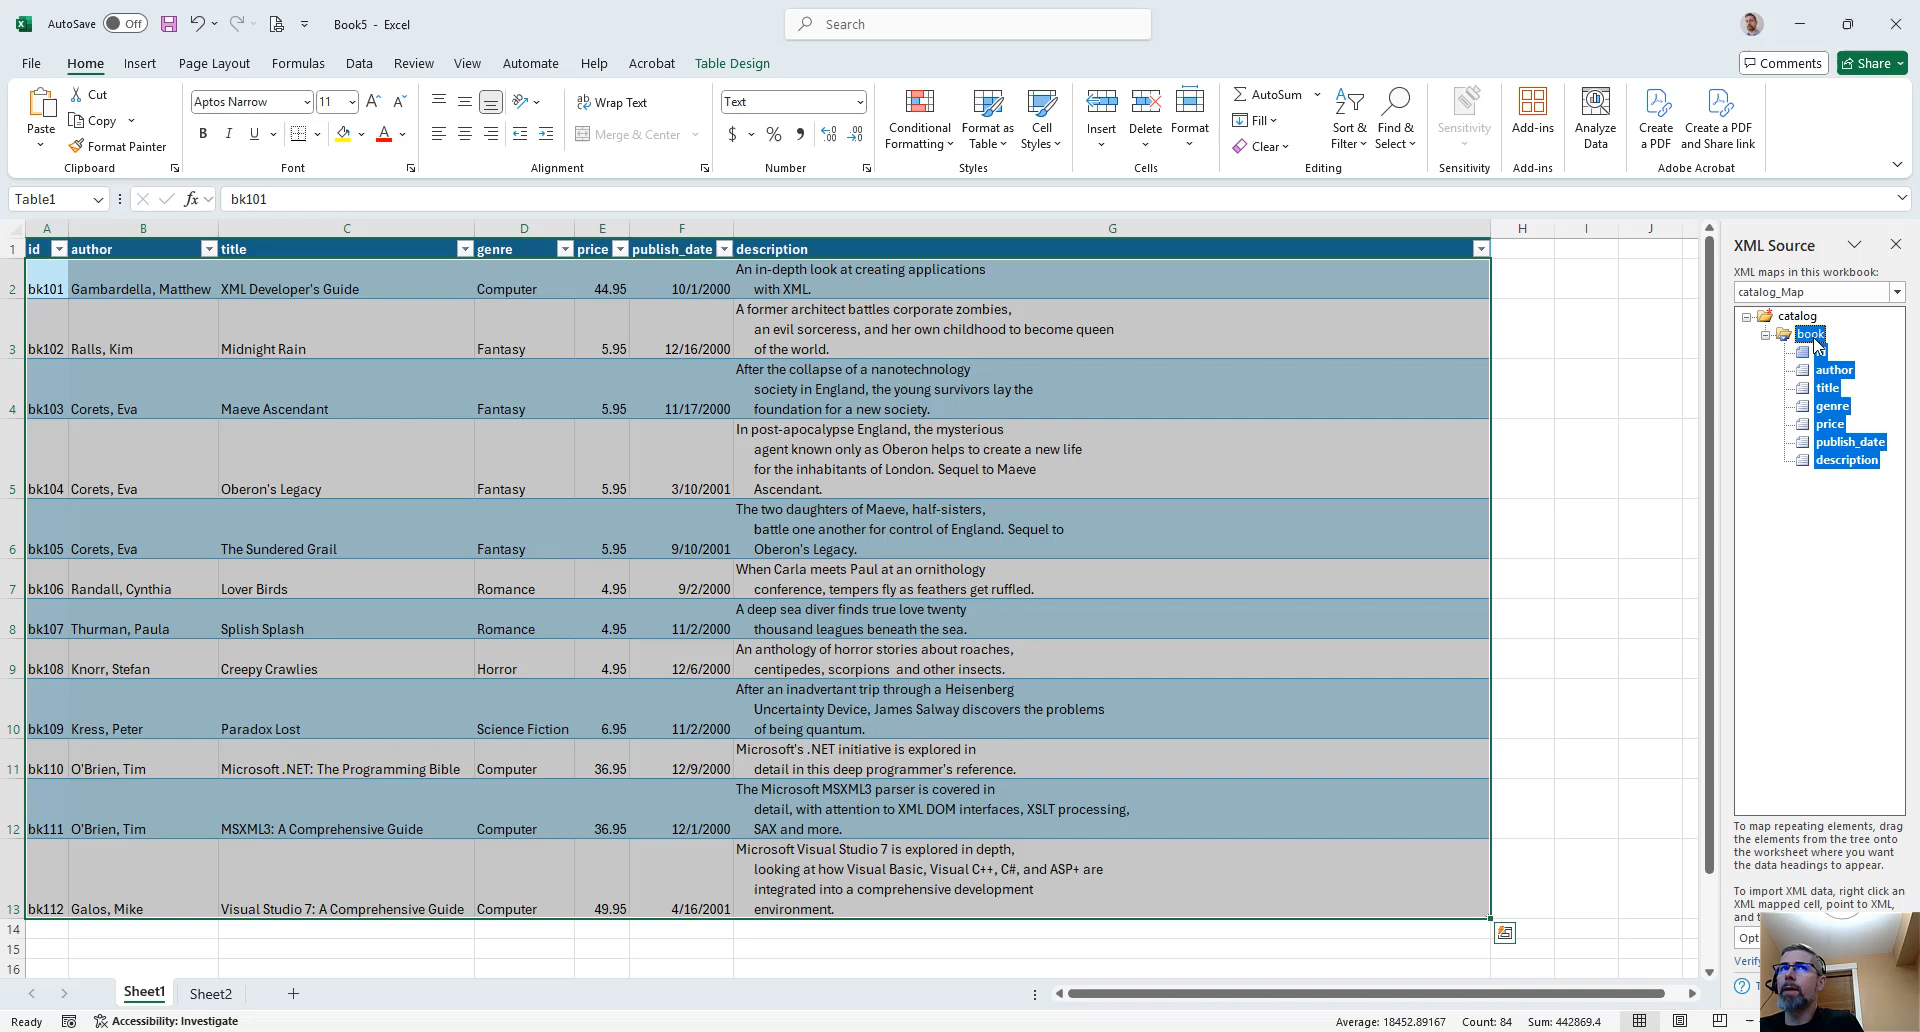 AutoSave Off Book5 - Excel Search
File Home Insert Page Layout Formulas Data Review View Automate Help Acrobat Table Design Comments Share
Paste Cut Copy Format Painter Clipboard
Aptos Narrow 11 B I U A Font
Wrap Text Merge & Center Alignment
Text $ % , Number
Conditional Formatting Format as Table Cell Styles Styles
Insert Delete Format Cells
AutoSum Fill Clear Sort & Filter Find & Select Editing
Sensitivity Sensitivity
Add-ins Add-ins
Analyze Data
Create a PDF Create a PDF and Share link Adobe Acrobat
Table1 fx bk101
A B C D E F G H I J
1 id author title genre price publish_date description
An in-depth look at creating applications
2 bk101 Gambardella, Matthew XML Developer's Guide Computer 44.95 10/1/2000 with XML.
A former architect battles corporate zombies,
an evil sorceress, and her own childhood to become queen
3 bk102 Ralls, Kim Midnight Rain Fantasy 5.95 12/16/2000 of the world.
After the collapse of a nanotechnology
society in England, the young survivors lay the
4 bk103 Corets, Eva Maeve Ascendant Fantasy 5.95 11/17/2000 foundation for a new society.
In post-apocalypse England, the mysterious
agent known only as Oberon helps to create a new life
for the inhabitants of London. Sequel to Maeve
5 bk104 Corets, Eva Oberon's Legacy Fantasy 5.95 3/10/2001 Ascendant.
The two daughters of Maeve, half-sisters,
battle one another for control of England. Sequel to
6 bk105 Corets, Eva The Sundered Grail Fantasy 5.95 9/10/2001 Oberon's Legacy.
When Carla meets Paul at an ornithology
7 bk106 Randall, Cynthia Lover Birds Romance 4.95 9/2/2000 conference, tempers fly as feathers get ruffled.
A deep sea diver finds true love twenty
8 bk107 Thurman, Paula Splish Splash Romance 4.95 11/2/2000 thousand leagues beneath the sea.
An anthology of horror stories about roaches,
9 bk108 Knorr, Stefan Creepy Crawlies Horror 4.95 12/6/2000 centipedes, scorpions and other insects.
After an inadvertant trip through a Heisenberg
Uncertainty Device, James Salway discovers the problems
10 bk109 Kress, Peter Paradox Lost Science Fiction 6.95 11/2/2000 of being quantum.
Microsoft's .NET initiative is explored in
11 bk110 O'Brien, Tim Microsoft .NET: The Programming Bible Computer 36.95 12/9/2000 detail in this deep programmer's reference.
The Microsoft MSXML3 parser is covered in
detail, with attention to XML DOM interfaces, XSLT processing,
12 bk111 O'Brien, Tim MSXML3: A Comprehensive Guide Computer 36.95 12/1/2000 SAX and more.
Microsoft Visual Studio 7 is explored in depth,
looking at how Visual Basic, Visual C++, C#, and ASP+ are
integrated into a comprehensive development
13 bk112 Galos, Mike Visual Studio 7: A Comprehensive Guide Computer 49.95 4/16/2001 environment.
14
15
16
XML Source
XML maps in this workbook:
catalog_Map
catalog
book
author
title
genre
price
publish_date
description
To map repeating elements, drag
the elements from the tree onto
the worksheet where you want
the data headings to appear.
To import XML data, right click an
XML mapped cell, point to XML,
Sheet1 Sheet2
Ready Accessibility: Investigate Average: 18452.89167 Count: 84 Sum: 442869.4